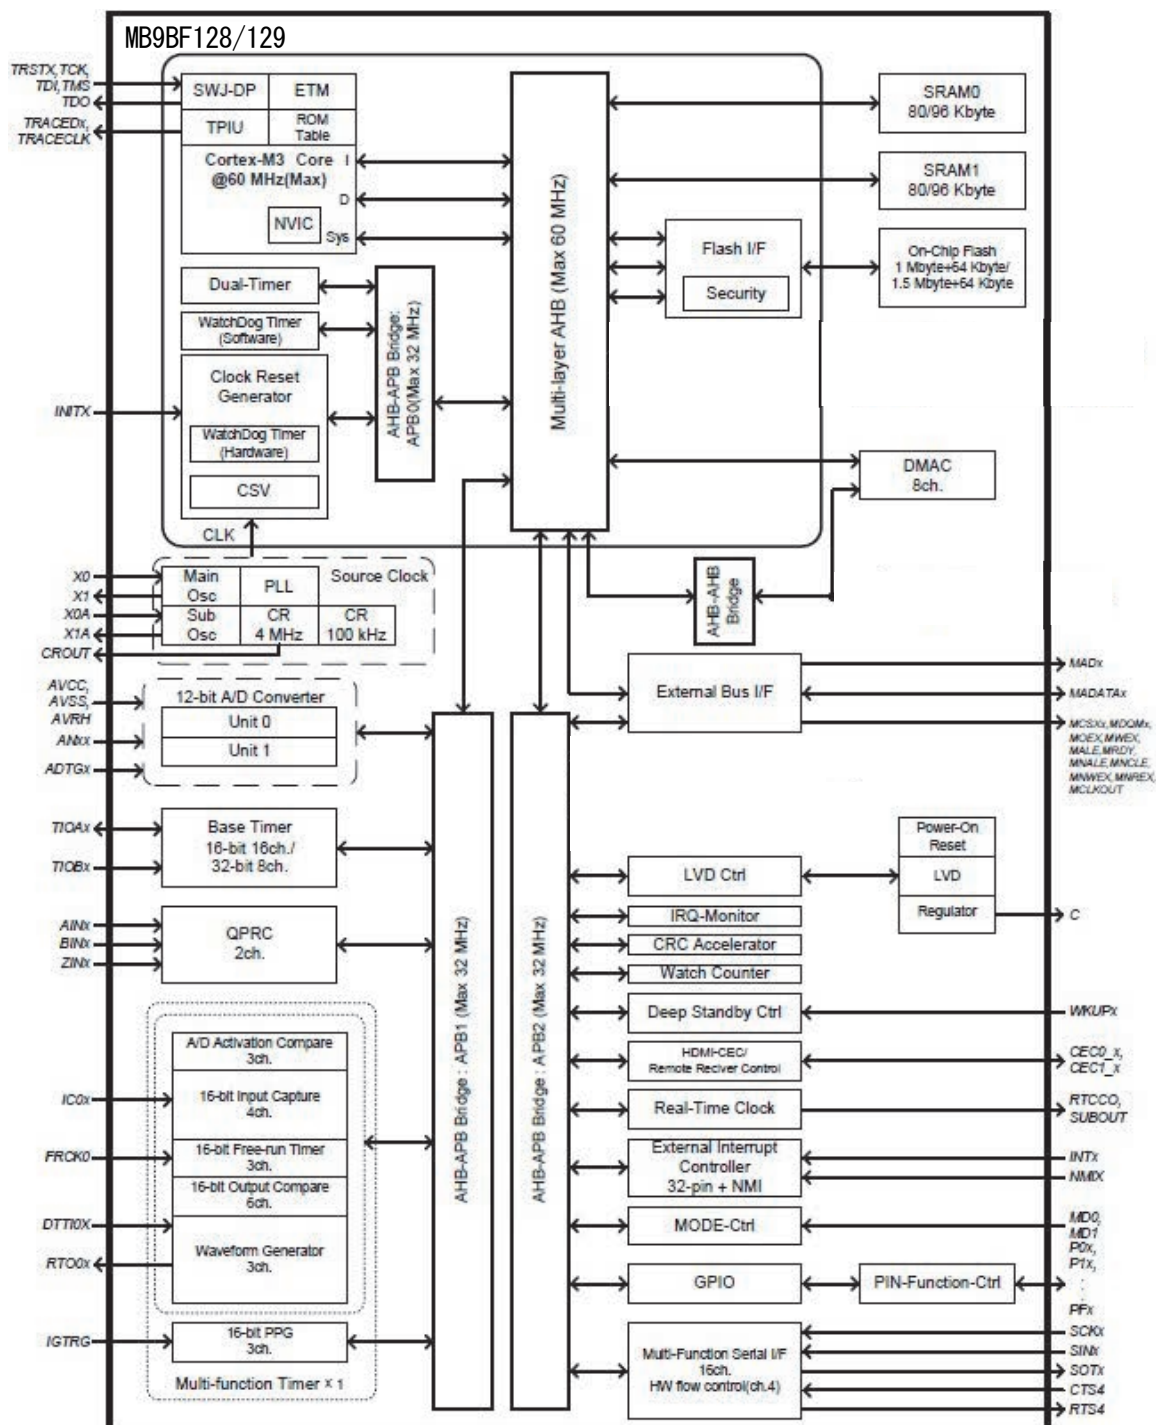 MB9BF128/129
TRSTX,TCK,
TDI,TMS
TDO
TRACEDx,
TRACECLK
SWJ-DP
ETM
TPIU
ROM
Table
Cortex-M3 Core
@60 MHz(Max)
I
D
NVIC
Sys
Dual-Timer
WatchDog Timer
(Software)
Clock Reset
Generator
WatchDog Timer
(Hardware)
CSV
INITX
CLK
AHB-APB Bridge:
APB0(Max 32 MHz)
Multi-layer AHB (Max 60 MHz)
SRAM0
80/96 Kbyte
SRAM1
80/96 Kbyte
Flash I/F
Security
On-Chip Flash
1 Mbyte+64 Kbyte/
1.5 Mbyte+64 Kbyte
DMAC
8ch.
AHB-AHB
Bridge
X0
X1
X0A
X1A
CROUT
Main
Osc
PLL
Source Clock
Sub
Osc
CR
4 MHz
CR
100 kHz
AVCC,
AVSS,
AVRH
ANxx
ADTGx
12-bit A/D Converter
Unit 0
Unit 1
TIOAx
TIOBx
Base Timer
16-bit 16ch./
32-bit 8ch.
AINx
BINx
ZINx
QPRC
2ch.
A/D Activation Compare
3ch.
IC0x
16-bit Input Capture
4ch.
FRCK0
16-bit Free-run Timer
3ch.
16-bit Output Compare
6ch.
DTTI0X
RTO0x
Waveform Generator
3ch.
IGTRG
16-bit PPG
3ch.
Multi-function Timer × 1
AHB-APB Bridge : APB1 (Max 32 MHz)
AHB-APB Bridge : APB2 (Max 32 MHz)
External Bus I/F
MADx
MADATAx
MCSXx,MDQMx,
MOEX,MWEX,
MALE,MRDY,
MNALE,MNCLE,
MNWEX,MNREX,
MCLKOUT
LVD Ctrl
Power-On
Reset
LVD
Regulator
C
IRQ-Monitor
CRC Accelerator
Watch Counter
Deep Standby Ctrl
WKUPx
HDMI-CEC/
Remote Reciver Control
CEC0_x,
CEC1_x
Real-Time Clock
RTCCO,
SUBOUT
External Interrupt
Controller
32-pin + NMI
INTx
NMIX
MODE-Ctrl
MD0,
MD1
GPIO
PIN-Function-Ctrl
P0x,
P1x,
:
:
PFx
Multi-Function Serial I/F
16ch.
HW flow control(ch.4)
SCKx
SINx
SOTx
CTS4
RTS4